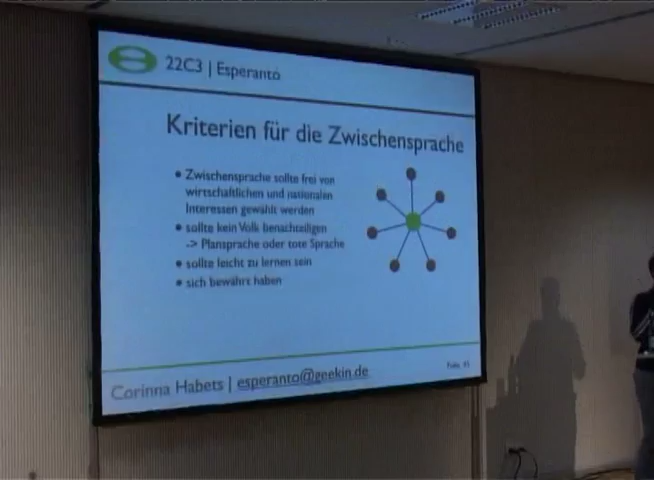 22C3 | Esperanto
Kriterien für die Zwischensprache
• Zwischensprache sollte frei von
wirtschaftlichen und nationalen
Interessen gewählt werden
• sollte kein Volk benachteiligen
-> Plansprache oder tote Sprache
• sollte leicht zu lernen sein
• sich bewährt haben
Corinna Habets | esperanto@geekin.de
Folie